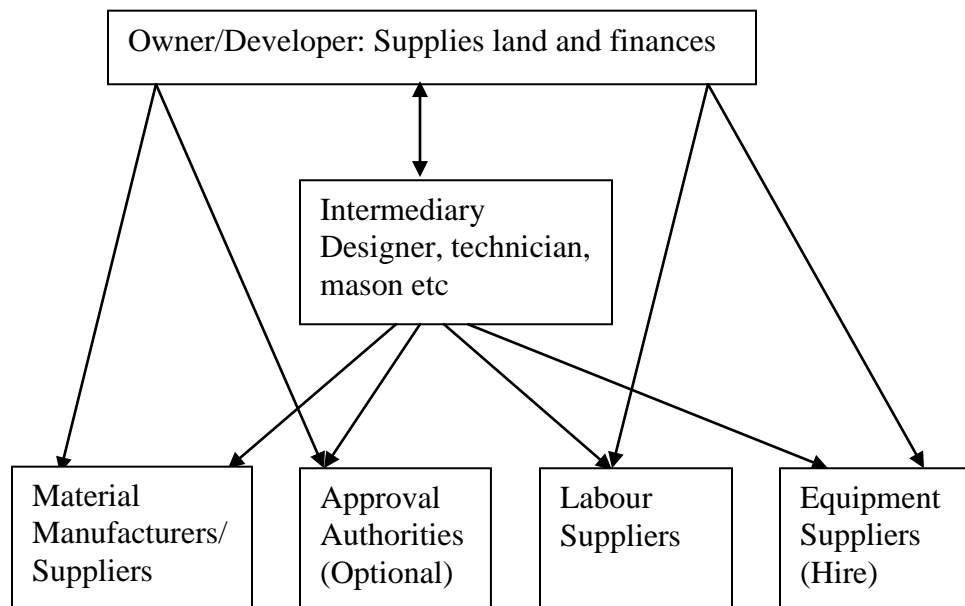 Owner/Developer: Supplies land and finances
Intermediary
Designer, technician,
mason etc
Material
Manufacturers/
Suppliers
Approval
Authorities
(Optional)
Labour
Suppliers
Equipment
Suppliers
(Hire)